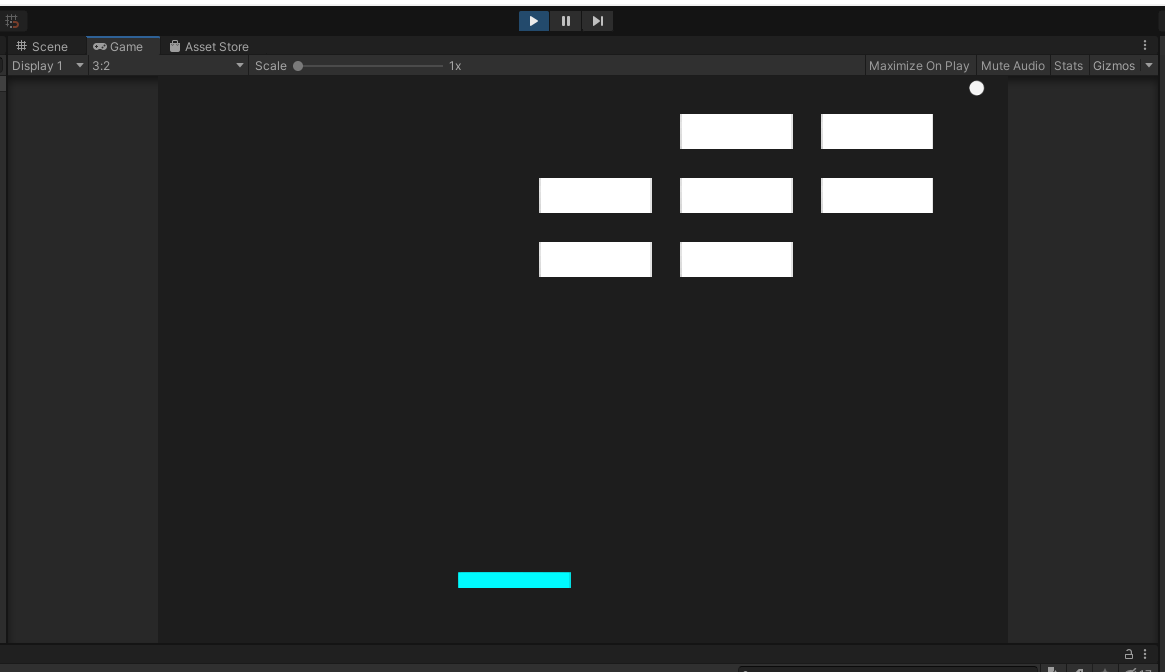 Scene Game Asset Store
Display 1 3:2 Scale 1x Maximize On Play Mute Audio Stats Gizmos